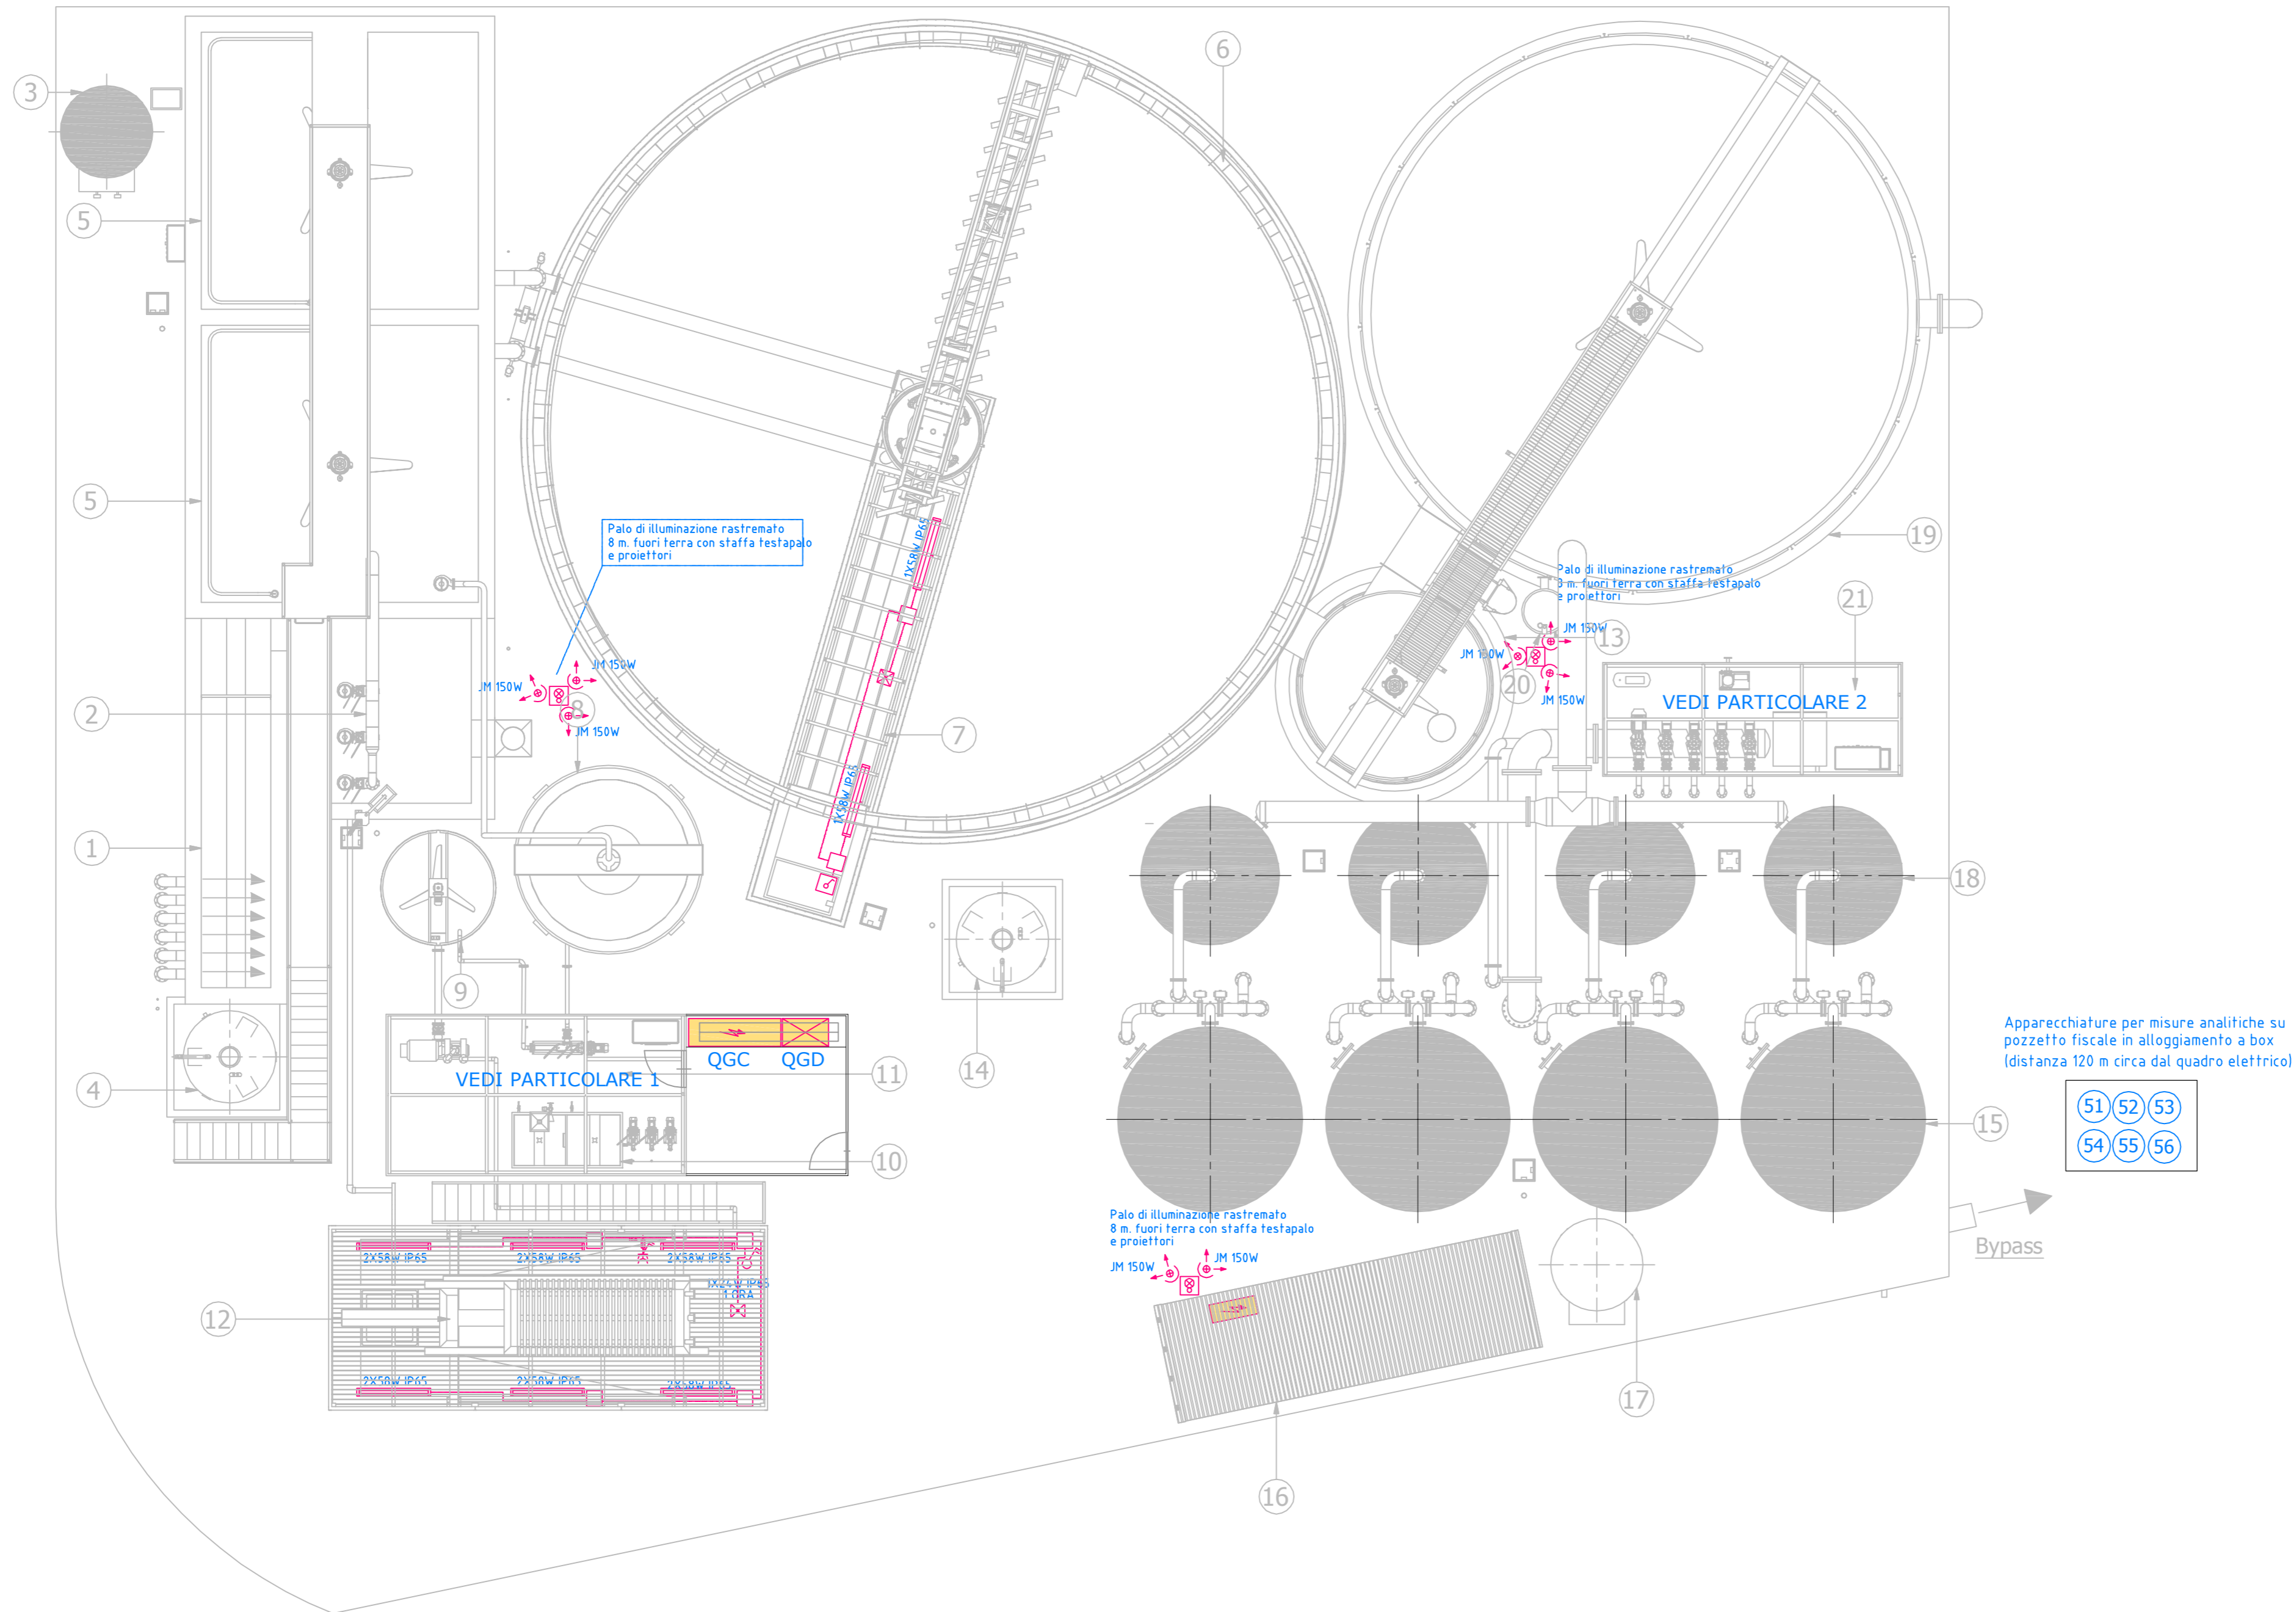 6
3
5
5
Palo di illuminazione rastremato
8 m. fuori terra con staffa testapalo
e proiettori
1X58W IP65
19
Palo di illuminazione rastremato
8 m. fuori terra con staffa testapalo
e proiettori
21
JM 150W
13
JM 150W
20
JM 150W
VEDI PARTICOLARE 2
JM 150W
JM 150W
8
JM 150W
2
7
1X58W IP65
1
18
9
14
Apparecchiature per misure analitiche su
pozzetto fiscale in alloggiamento a box
(distanza 120 m circa dal quadro elettrico)
QGC
QGD
VEDI PARTICOLARE 1
11
4
51 52 53
54 55 56
15
10
Palo di illuminazione rastremato
8 m. fuori terra con staffa testapalo
e proiettori
JM 150W
JM 150W
Bypass
2X58W IP65
2X58W IP65
2X58W IP65
1X24W IP65
1 ORA
12
2X58W IP65
2X58W IP65
2X58W IP65
17
16